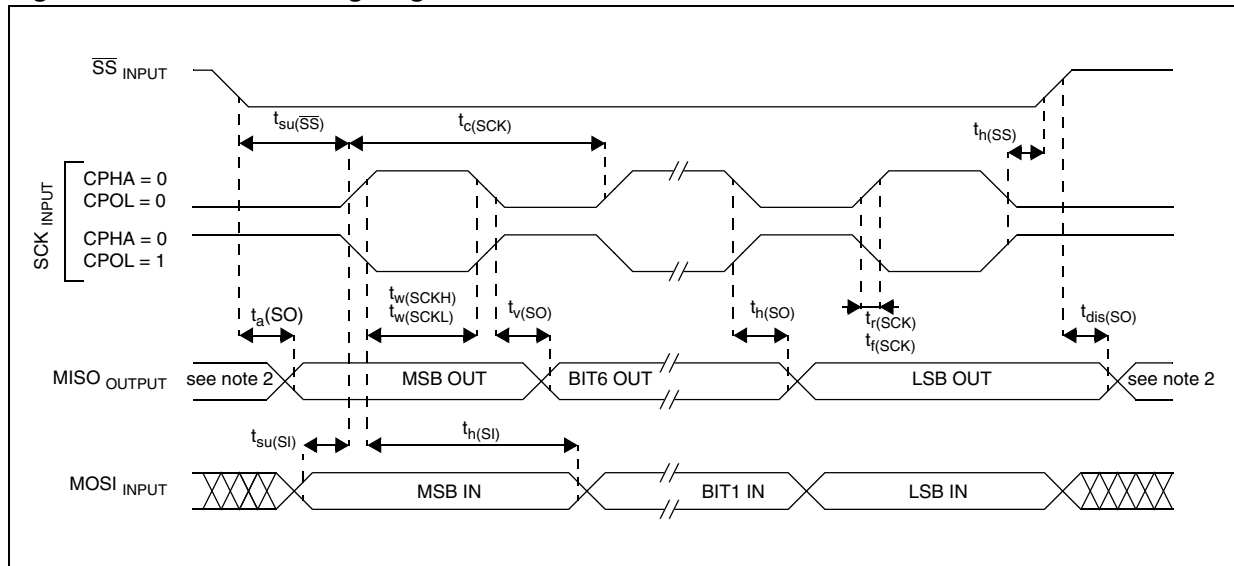 SS INPUT
tsu(SS)
tc(SCK)
th(SS)
SCK INPUT
CPHA = 0
CPOL = 0
CPHA = 0
CPOL = 1
ta(SO)
tw(SCKH)
tw(SCKL)
tv(SO)
th(SO)
tr(SCK)
tf(SCK)
tdis(SO)
MISO OUTPUT
see note 2
MSB OUT
BIT6 OUT
LSB OUT
see note 2
tsu(SI)
th(SI)
MOSI INPUT
MSB IN
BIT1 IN
LSB IN